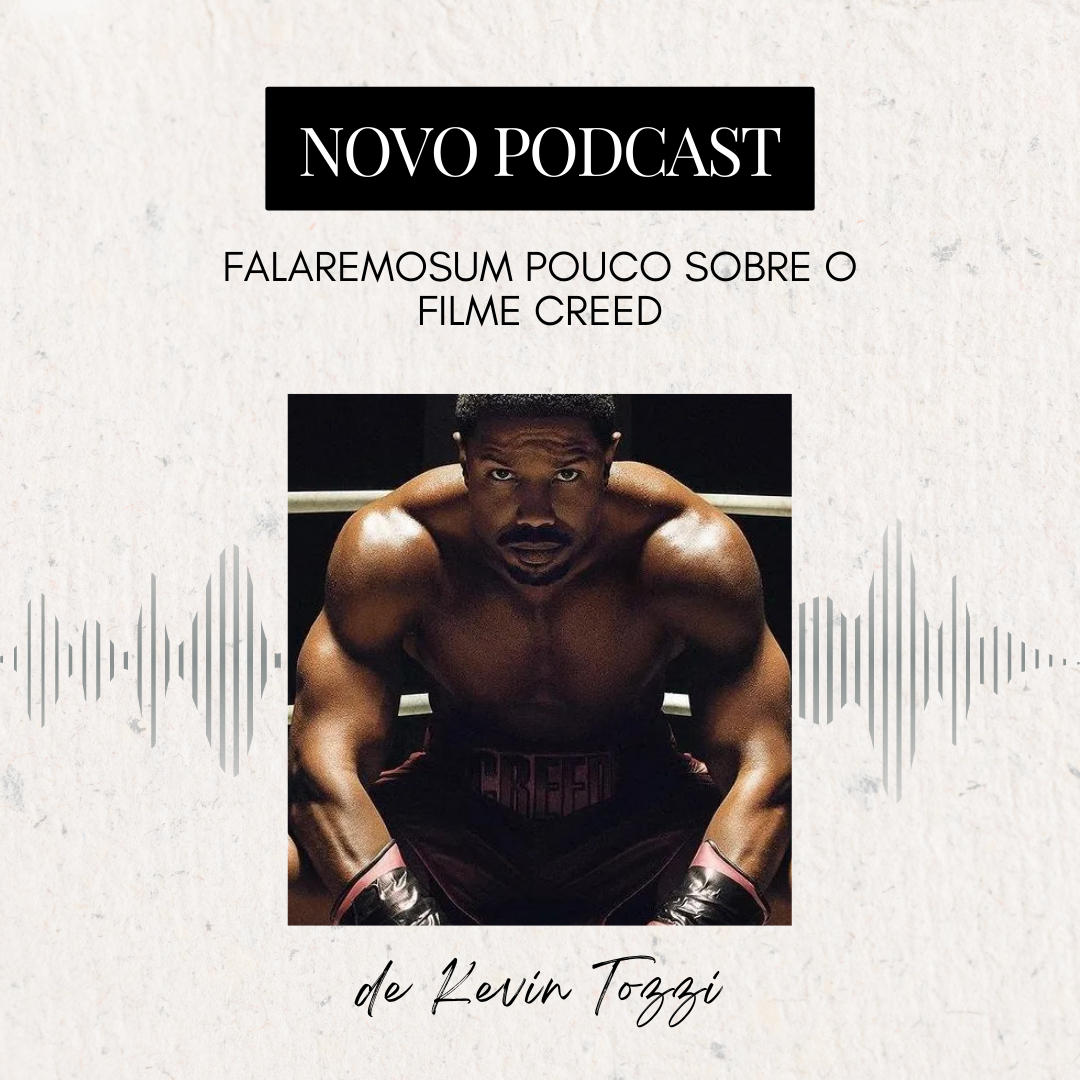 NOVO PODCAST
FALAREMOSUM POUCO SOBRE O
FILME CREED
CREED
de Kevin Tozzi